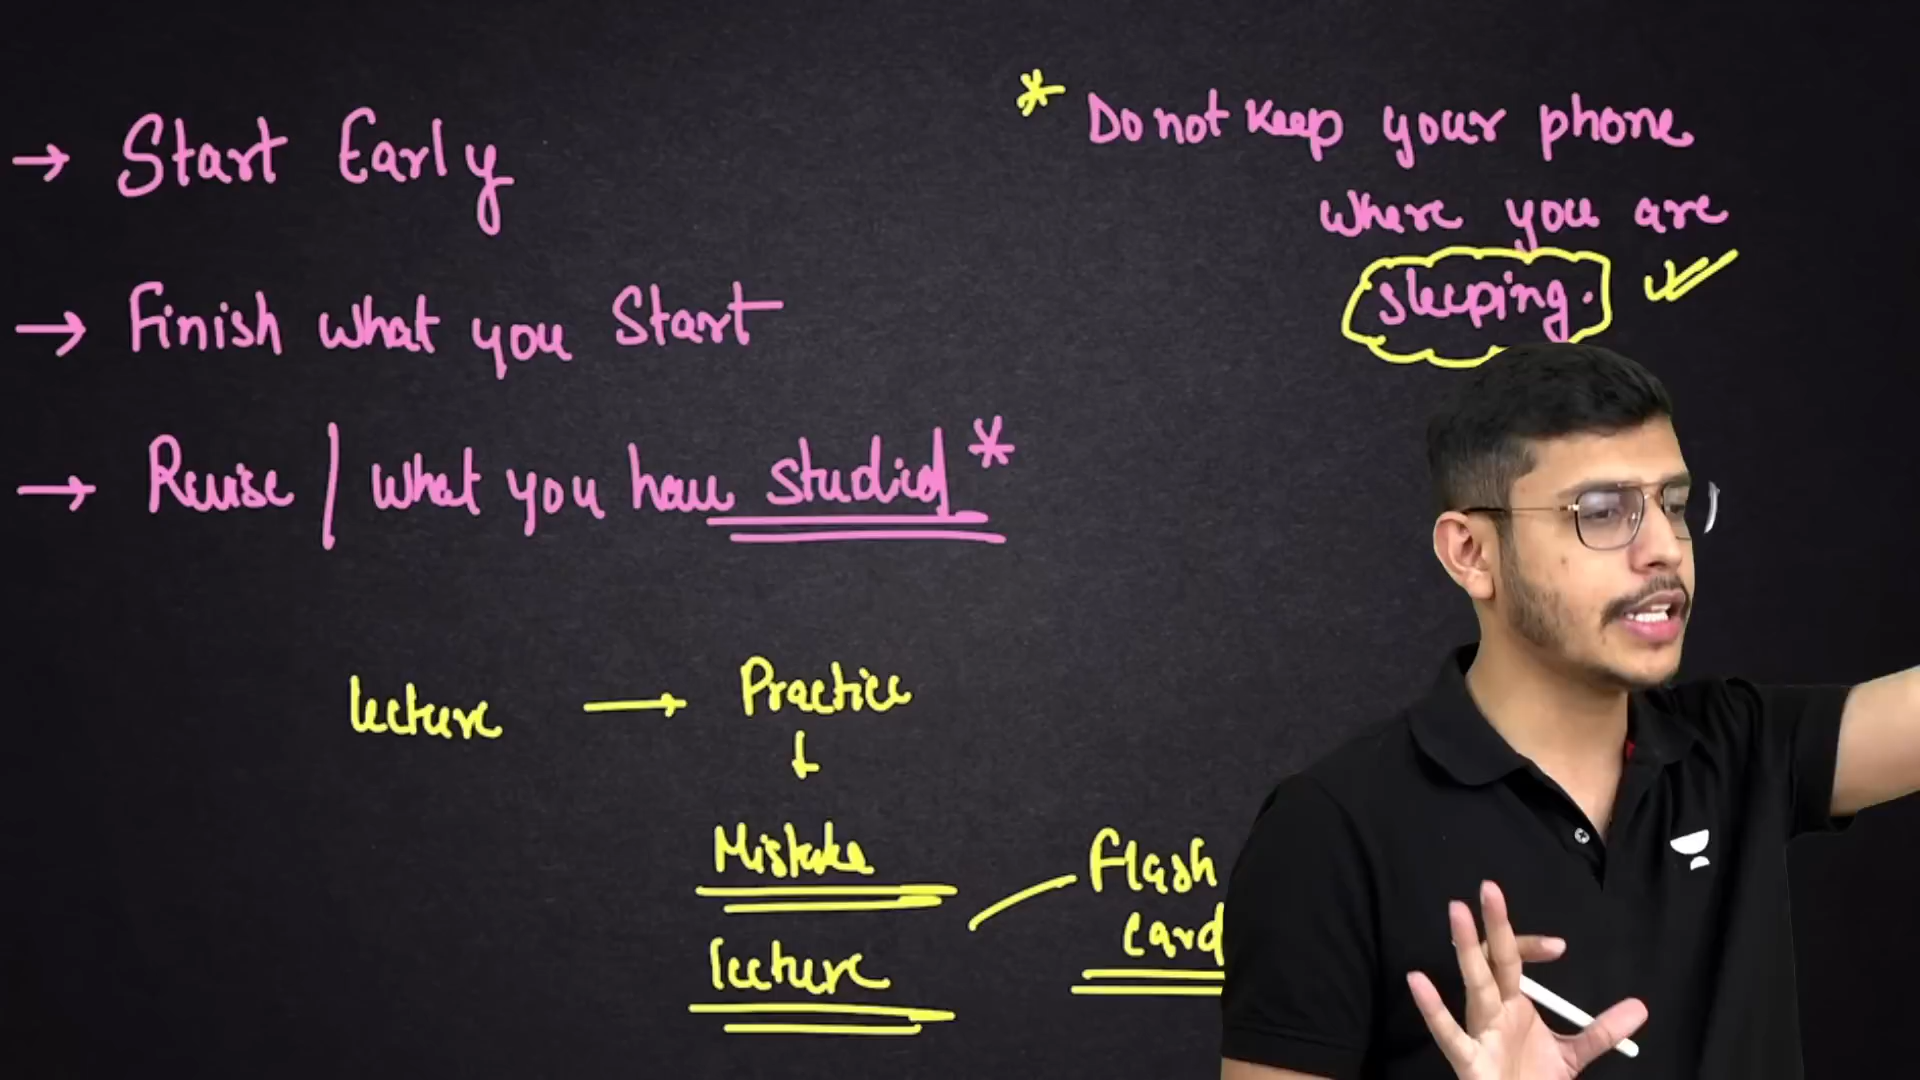 → Start Early
→ Finish what you Start
→ Revise / what you have studied *
* Do not keep your phone
where you are
sleeping.
lecture → Practice
Mistake
lecture
Flash
Card